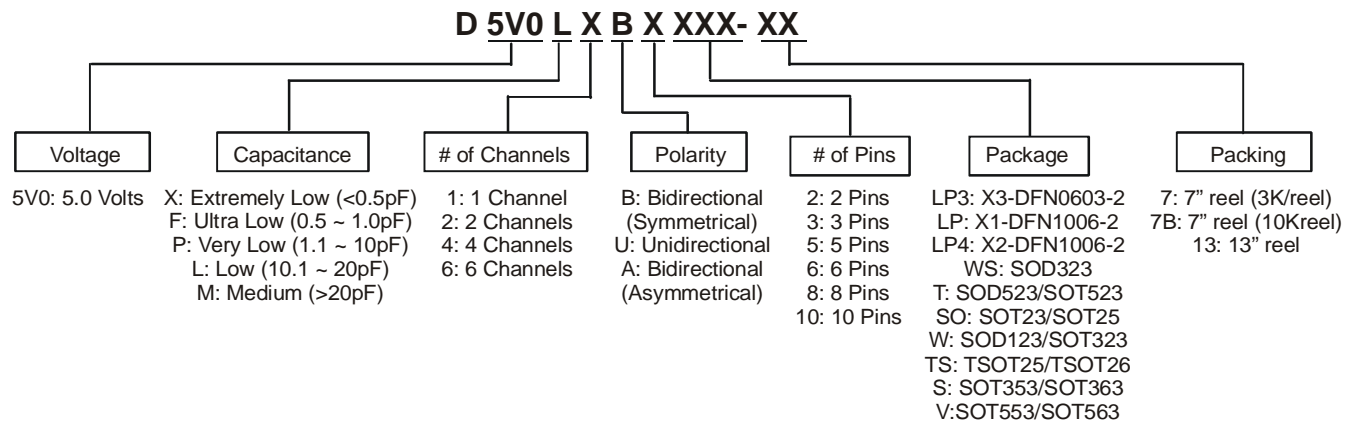 D 5V0 L X B X XXX- XX
Voltage
5V0: 5.0 Volts
Capacitance
X: Extremely Low (<0.5pF)
F: Ultra Low (0.5 ~ 1.0pF)
P: Very Low (1.1 ~ 10pF)
L: Low (10.1 ~ 20pF)
M: Medium (>20pF)
# of Channels
1: 1 Channel
2: 2 Channels
4: 4 Channels
6: 6 Channels
Polarity
B: Bidirectional
(Symmetrical)
U: Unidirectional
A: Bidirectional
(Asymmetrical)
# of Pins
2: 2 Pins
3: 3 Pins
5: 5 Pins
6: 6 Pins
8: 8 Pins
10: 10 Pins
Package
LP3: X3-DFN0603-2
LP: X1-DFN1006-2
LP4: X2-DFN1006-2
WS: SOD323
T: SOD523/SOT523
SO: SOT23/SOT25
W: SOD123/SOT323
TS: TSOT25/TSOT26
S: SOT353/SOT363
V:SOT553/SOT563
Packing
7: 7” reel (3K/reel)
7B: 7” reel (10Kreel)
13: 13” reel